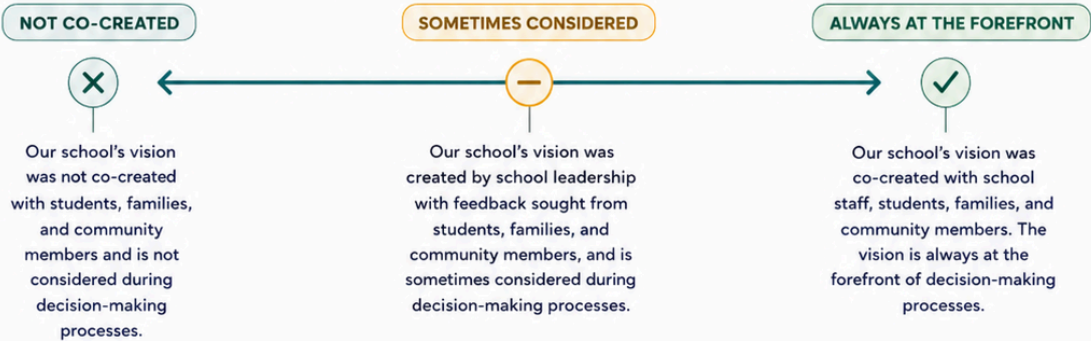 NOT CO-CREATED
SOMETIMES CONSIDERED
ALWAYS AT THE FOREFRONT
Our school's vision
was not co-created
with students, families,
and community
members and is not
considered during
decision-making
processes.
Our school's vision was
created by school leadership
with feedback sought from
students, families, and
community members, and is
sometimes considered during
decision-making processes.
Our school's vision was
co-created with school
staff, students, families, and
community members. The
vision is always at the
forefront of decision-making
processes.